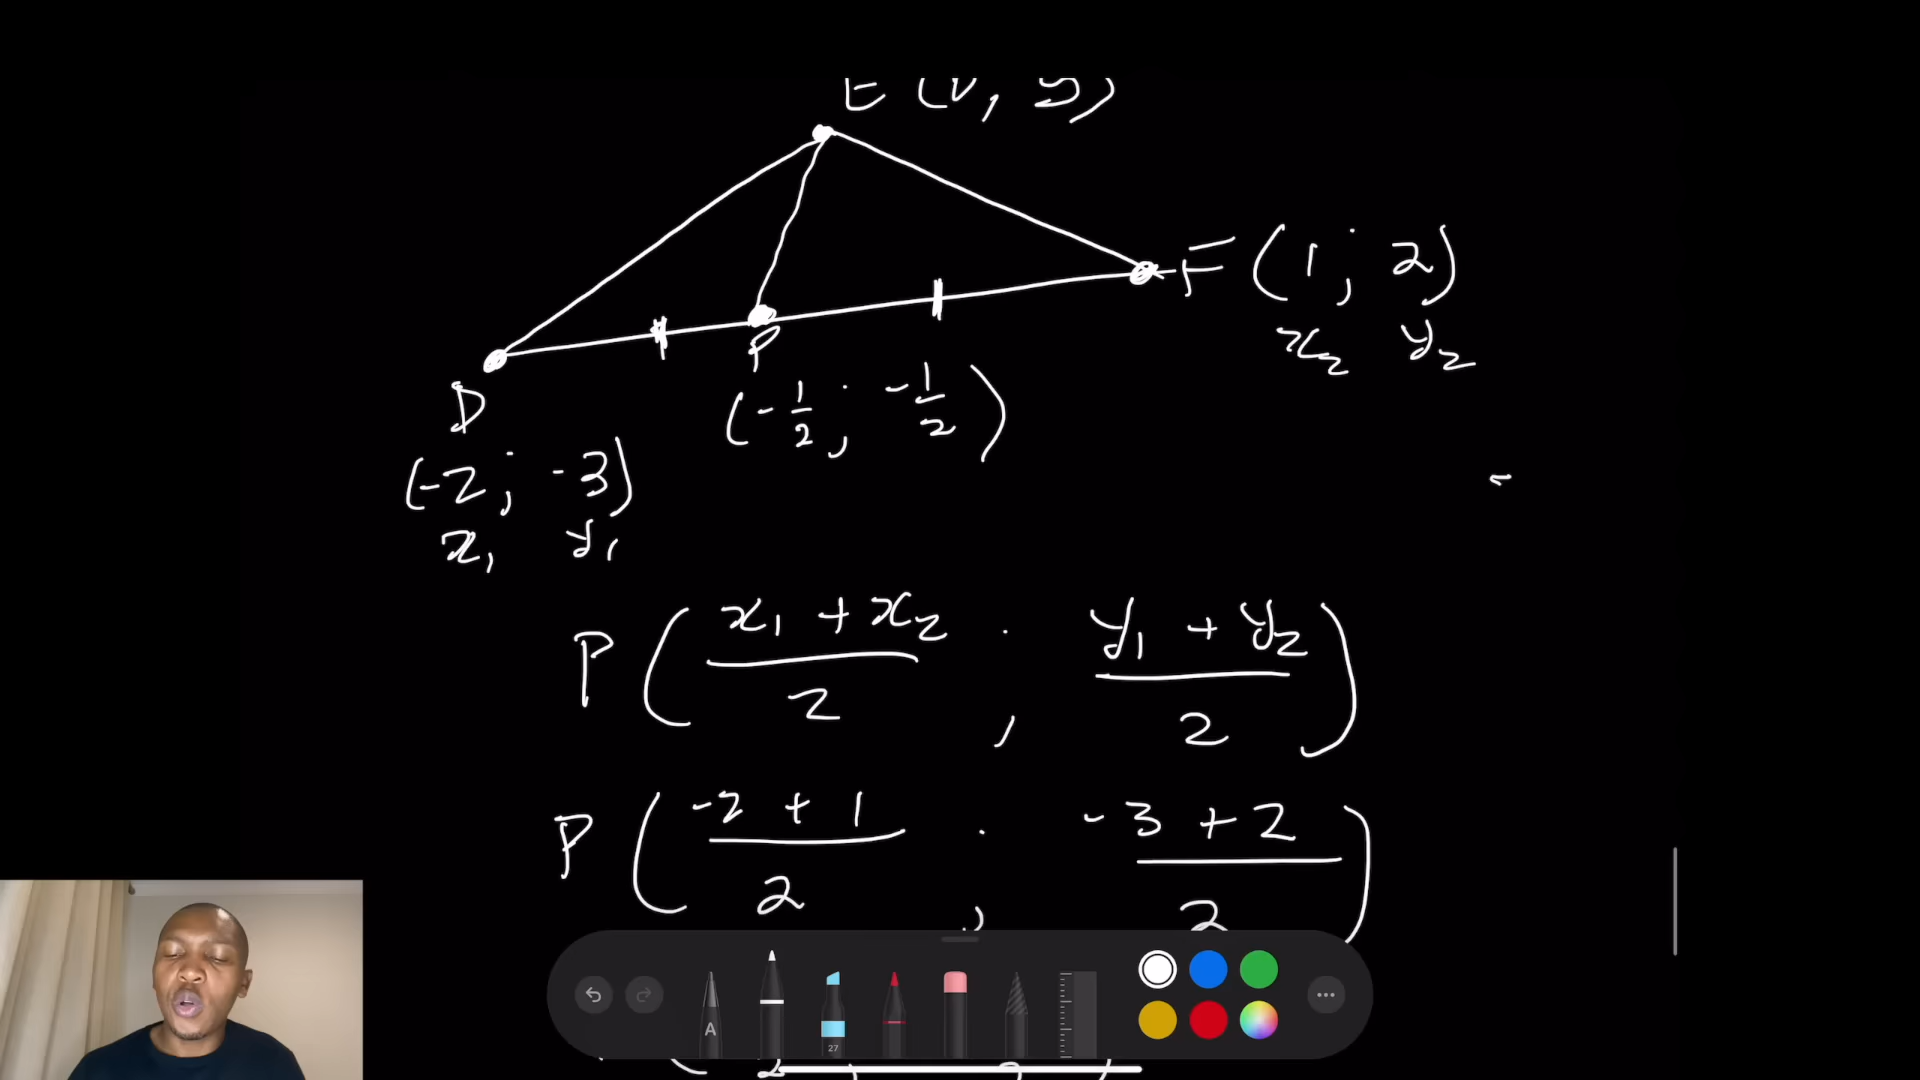 E
F (1 ; 2)
x₂ y₂
P
D
(-1/2 ; -1/2)
(-2 ; -3)
x₁ y₁
P ( (x₁ + x₂)/2 ; (y₁ + y₂)/2 )
P ( (-2 + 1)/2 ; (-3 + 2)/2 )
A
27